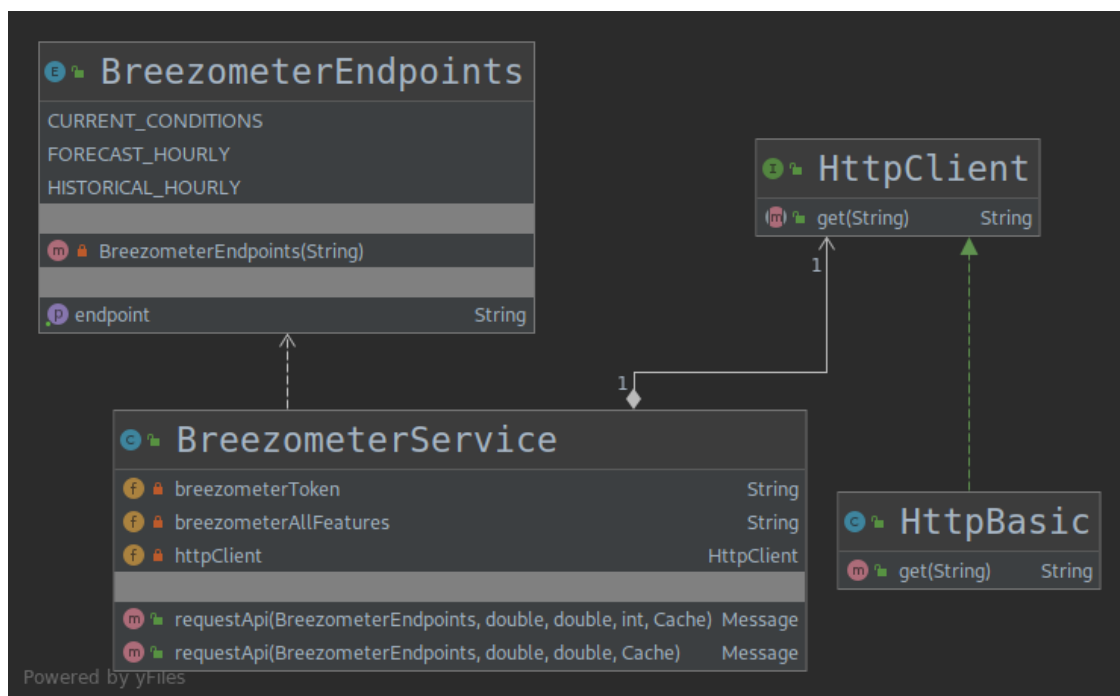 E BreezometerEndpoints
CURRENT_CONDITIONS
FORECAST_HOURLY
HISTORICAL_HOURLY
m BreezometerEndpoints(String)
p endpoint String
I HttpClient
m get(String) String
1
1
C BreezometerService
f breezometerToken String
f breezometerAllFeatures String
f httpClient HttpClient
m requestApi(BreezometerEndpoints, double, double, int, Cache) Message
m requestApi(BreezometerEndpoints, double, double, Cache) Message
C HttpBasic
m get(String) String
Powered by yFiles